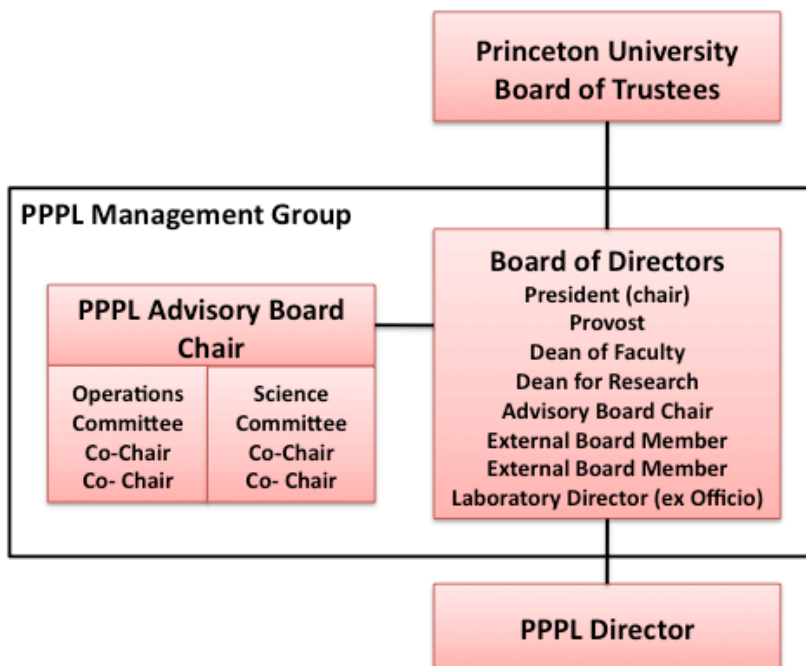 Princeton University
Board of Trustees
PPPL Management Group
PPPL Advisory Board
Chair
Operations
Committee
Co-Chair
Co- Chair
Science
Committee
Co-Chair
Co- Chair
Board of Directors
President (chair)
Provost
Dean of Faculty
Dean for Research
Advisory Board Chair
External Board Member
External Board Member
Laboratory Director (ex Officio)
PPPL Director